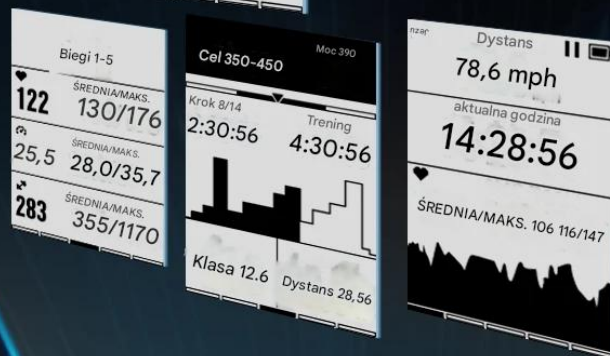 Biegi 1-5
122
ŚREDNIA/MAKS.
130/176
25,5
ŚREDNIA/MAKS.
28,0/35,7
283
ŚREDNIA/MAKS.
355/1170
Cel 350-450
Moc 390
Krok 8/14
Trening
2:30:56
4:30:56
Klasa 12.6
Dystans 28,56
Dystans
78,6 mph
aktualna godzina
14:28:56
ŚREDNIA/MAKS. 106 116/147